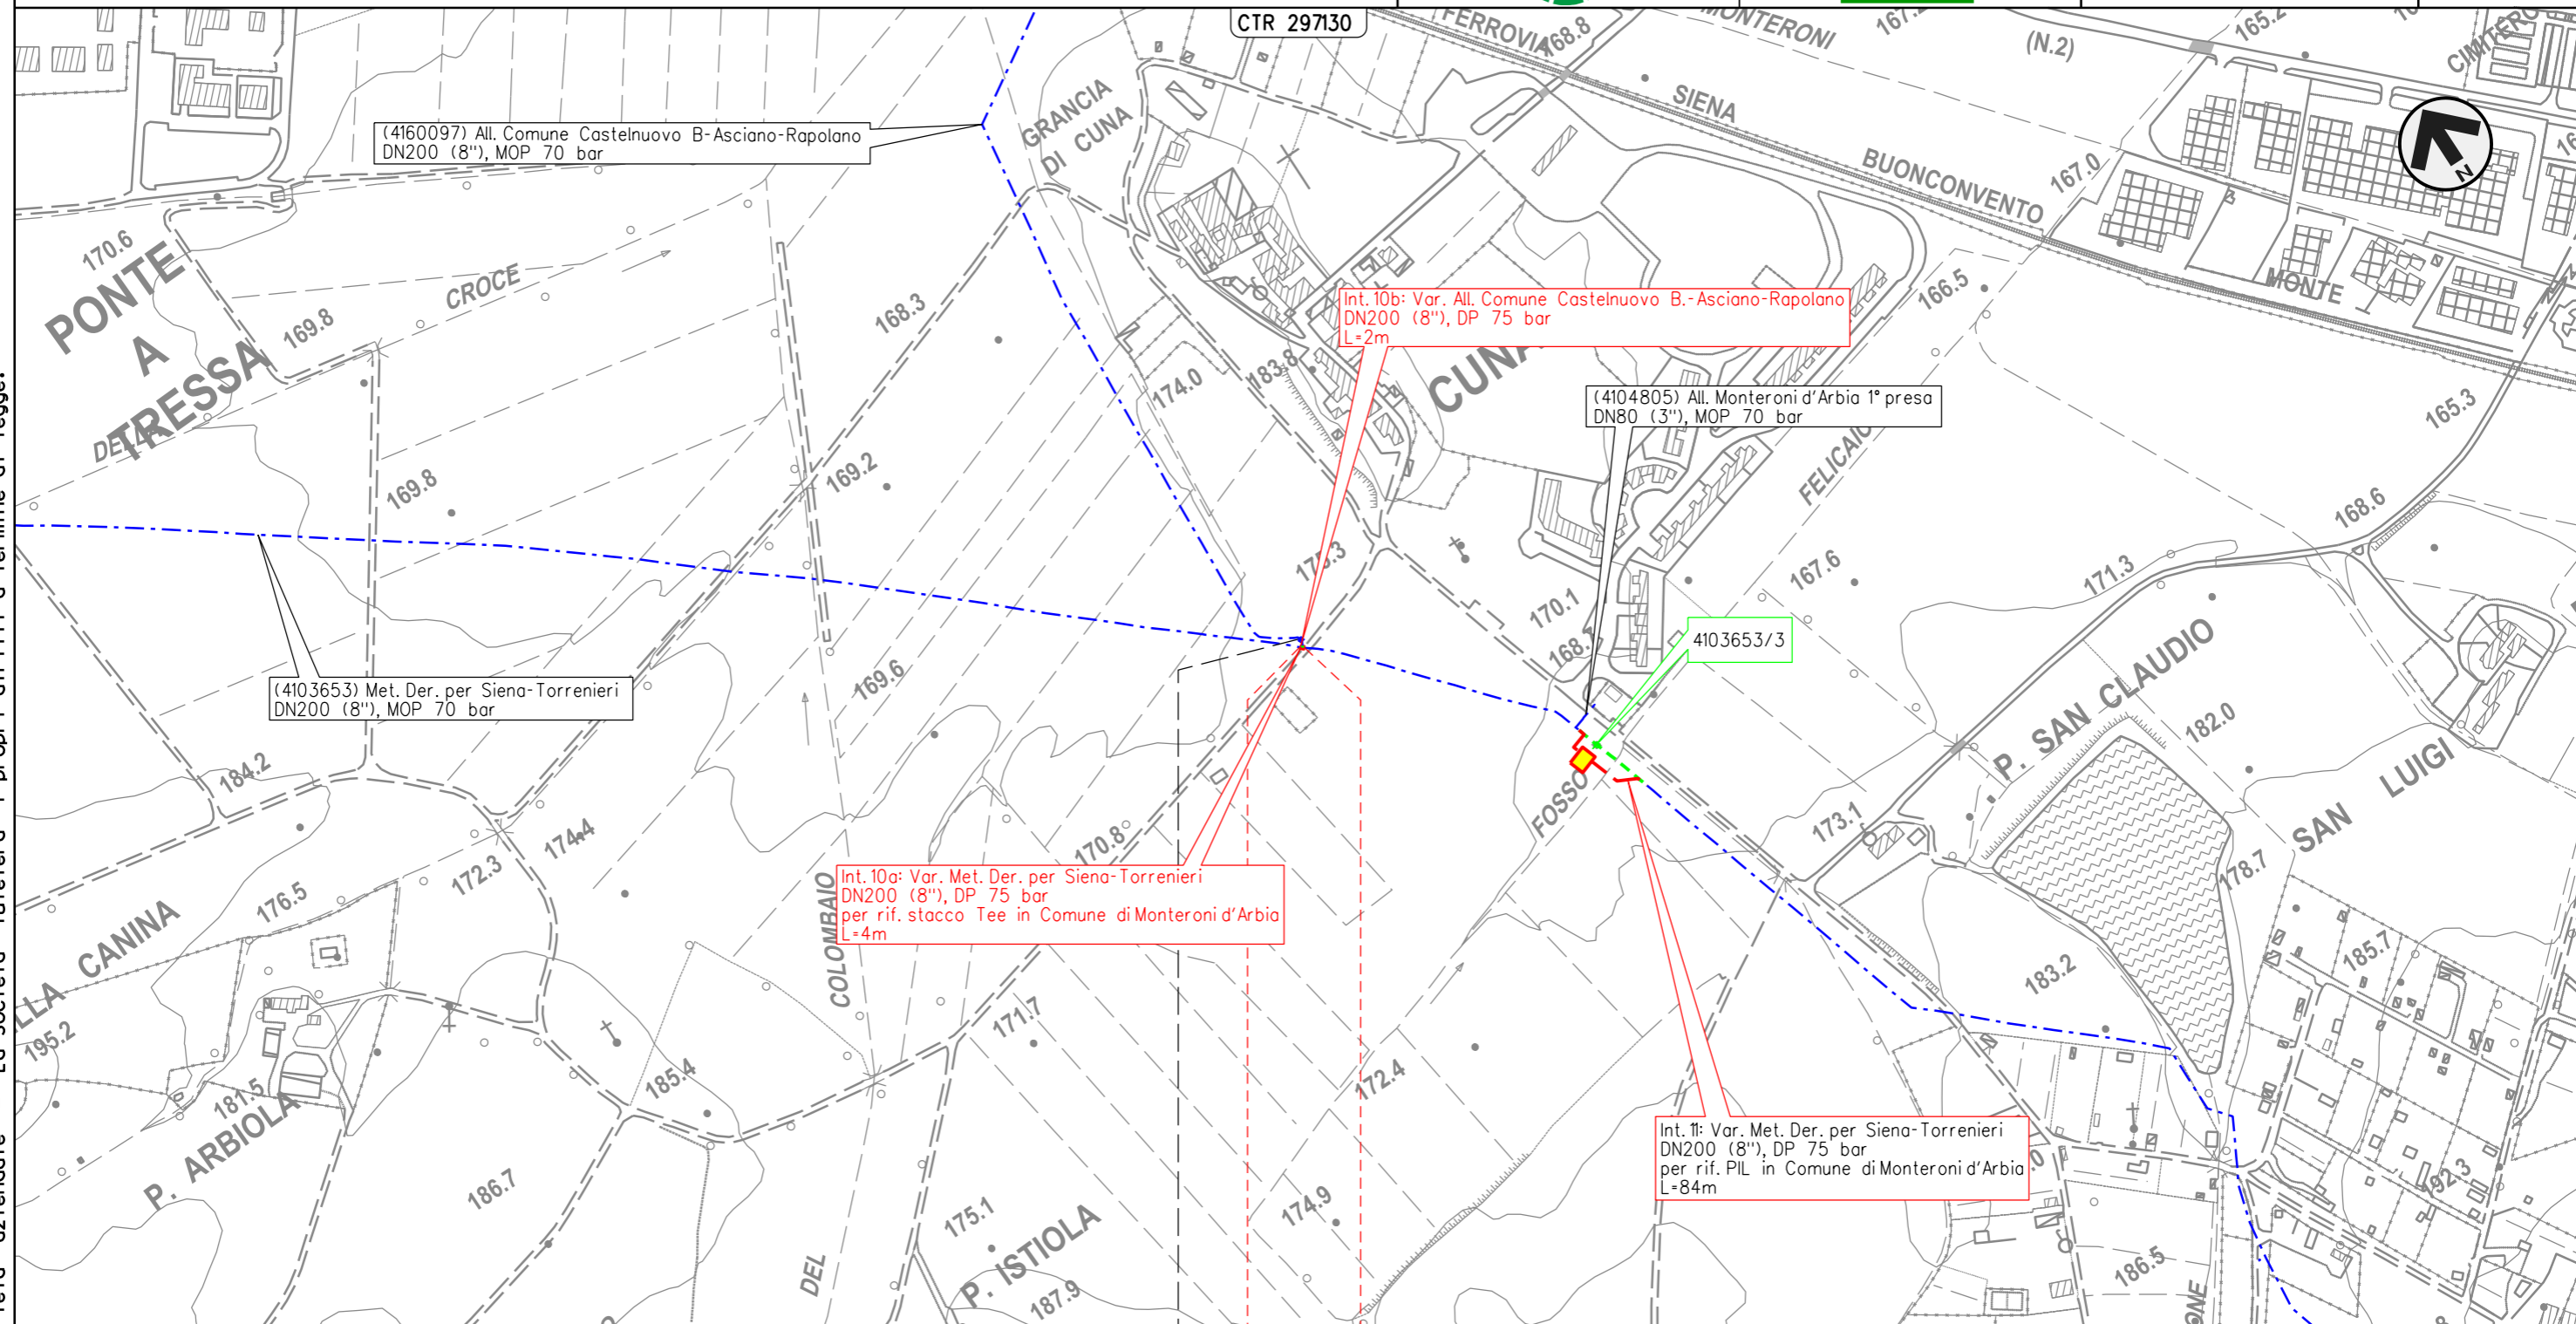 CTR 297130
FERROVIA
168.8
MONTERONI
(N.2)
165.2
CIMITERO
SIENA
BUONCONVENTO
167.0
MONTE
N
(4160097) All. Comune Castelnuovo B-Asciano-Rapolano
DN200 (8"), MOP 70 bar
GRANCIA
DI CUNA
170.6
PONTE
A
TRESSA
CROCE
169.8
168.3
DELLA
169.8
169.2
174.0
183.8
Int. 10b: Var. All. Comune Castelnuovo B.-Asciano-Rapolano
DN200 (8"), DP 75 bar
L=2m
CUNA
166.5
(4104805) All. Monteroni d'Arbia 1° presa
DN80 (3"), MOP 70 bar
FELICAIO
165.3
168.6
175.3
167.6
171.3
170.1
4103653/3
P. SAN CLAUDIO
182.0
SAN LUIGI
(4103653) Met. Der. per Siena-Torrenieri
DN200 (8"), MOP 70 bar
169.6
184.2
174.4
172.3
176.5
170.8
FOSSO
173.1
178.7
185.7
183.2
Int. 10a: Var. Met. Der. per Siena-Torrenieri
DN200 (8"), DP 75 bar
per rif. stacco Tee in Comune di Monteroni d'Arbia
L=4m
COLOMBAIO
CANINA
195.2
181.5
P. ARBIOLA
185.4
171.7
172.4
186.7
175.1
P. ISTIOLA
187.9
174.9
DEL
Int. 11: Var. Met. Der. per Siena-Torrenieri
DN200 (8"), DP 75 bar
per rif. PIL in Comune di Monteroni d'Arbia
L=84m
192.3
186.5